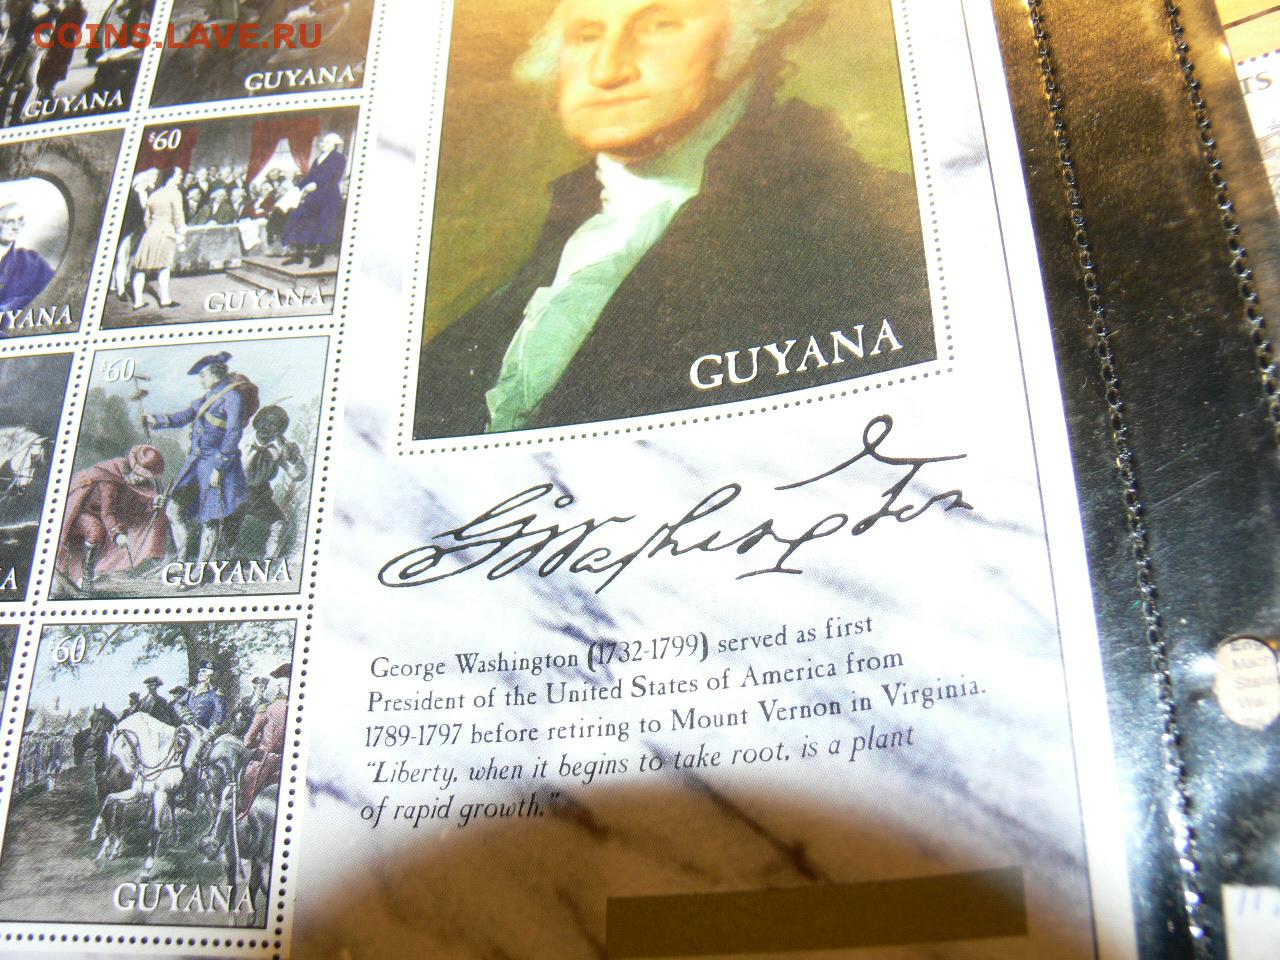 COINS.LAVE.RU
GUYANA
GUYANA
$60
GUYANA
$60
GUYANA
$60
GUYANA
GUYANA
G Washington
George Washington (1732-1799) served as first
President of the United States of America from
1789-1797 before retiring to Mount Vernon in Virginia.
"Liberty, when it begins to take root, is a plant
of rapid growth."